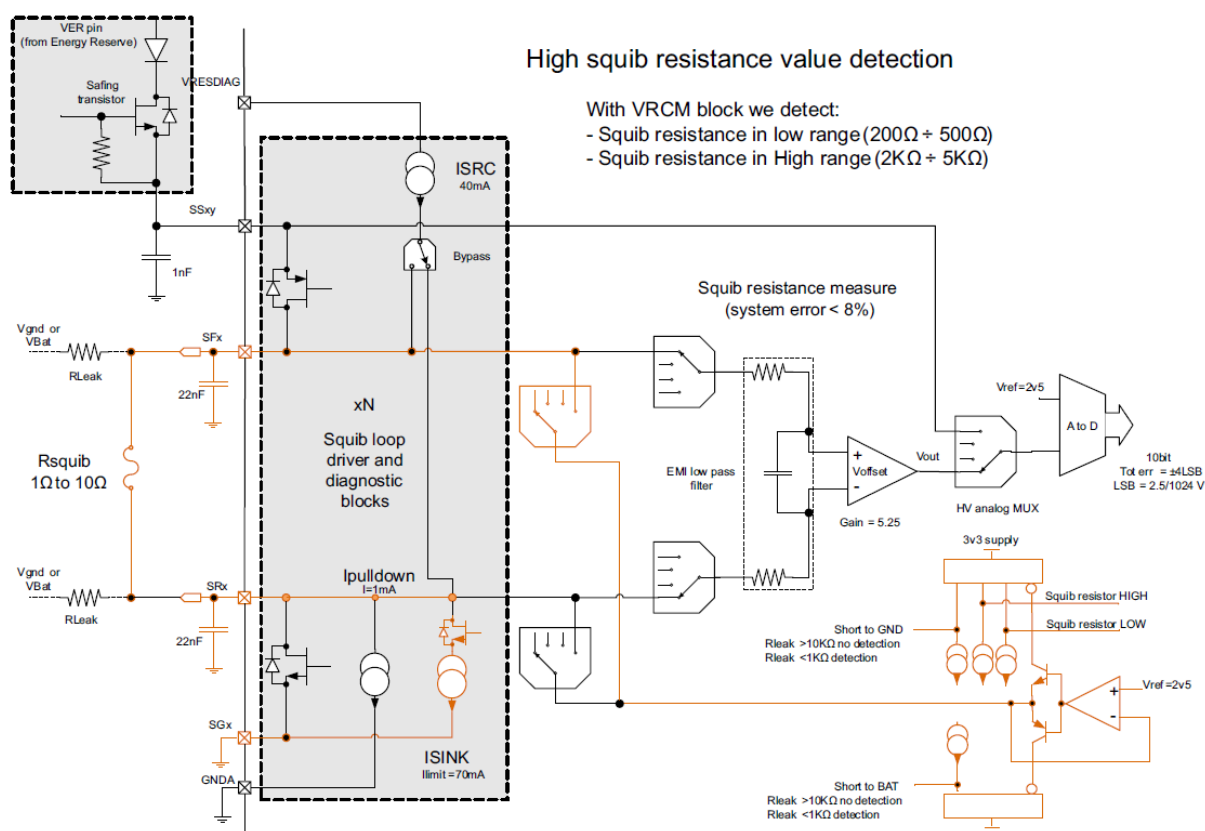 VER pin
(from Energy Reserve)
Safing
transistor
VRESDIAG
High squib resistance value detection
With VRCM block we detect:
- Squib resistance in low range (200Ω ÷ 500Ω)
- Squib resistance in High range (2KΩ ÷ 5KΩ)
ISRC
40mA
SSxy
1nF
Bypass
Squib resistance measure
(system error < 8%)
Vgnd or
VBat
RLeak
SFx
22nF
xN
Squib loop
driver and
diagnostic
blocks
Rsquib
1Ω to 10Ω
EMI low pass
filter
+
Voffset
-
Gain = 5.25
Vout
Vref=2v5
A to D
HV analog MUX
10bit
Tot err = ±4LSB
LSB = 2.5/1024 V
3v3 supply
Vgnd or
VBat
RLeak
SRx
22nF
Ipulldown
I=1mA
Squib resistor HIGH
Squib resistor LOW
Short to GND
Rleak >10KΩ no detection
Rleak <1KΩ detection
Vref=2v5
+
-
SGx
ISINK
Ilimit =70mA
GNDA
Short to BAT
Rleak >10KΩ no detection
Rleak <1KΩ detection